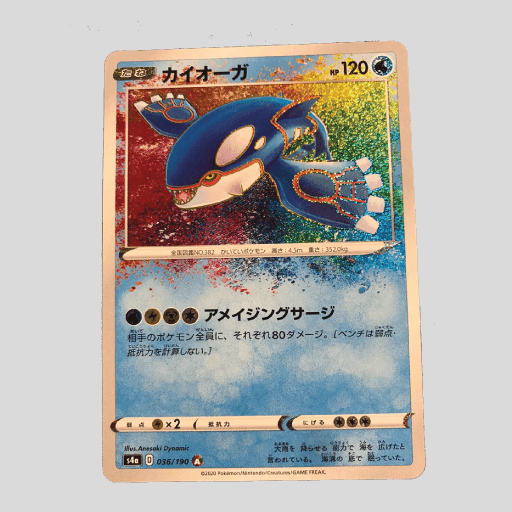 たね カイオーガ HP 120
全国図鑑NO.382 かいていポケモン 高さ:4.5m 重さ:352.0kg
アメイジングサージ
相手のポケモン全員に、それぞれ80ダメージ。[ベンチは弱点・
抵抗力を計算しない。]
弱点 ×2 抵抗力 にげる
Illus.Anesaki Dynamic
s4a D 036/190 A
大雨を 降らせる 能力で 海を 広げたと
言われている。 海溝の 底で 眠っていた。
©2020 Pokémon/Nintendo/Creatures/GAME FREAK.